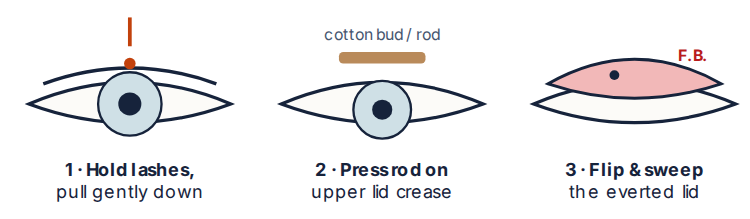 cotton bud / rod
F.B.
1 · Hold lashes,
pull gently down
2 · Press rod on
upper lid crease
3 · Flip & sweep
the everted lid